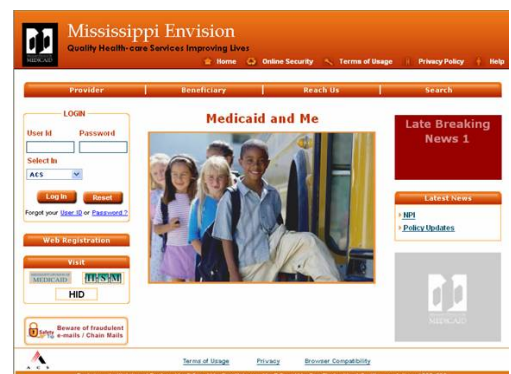 Mississippi Envision
Quality Health-care Services Improving Lives
MEDICAID
Home Online Security Terms of Usage Privacy Policy Help
Provider Beneficiary Reach Us Search
LOGIN
User Id Password
Select In
ACS
Log In Reset
Forgot your User ID or Password ?
Web Registration
Visit
MEDICAID HSM
HID
Safety Tip Beware of fraudulent
e-mails / Chain Mails
Medicaid and Me
Late Breaking
News 1
Latest News
NPI
Policy Updates
MEDICAID
A C S
Terms of Usage Privacy Browser Compatibility